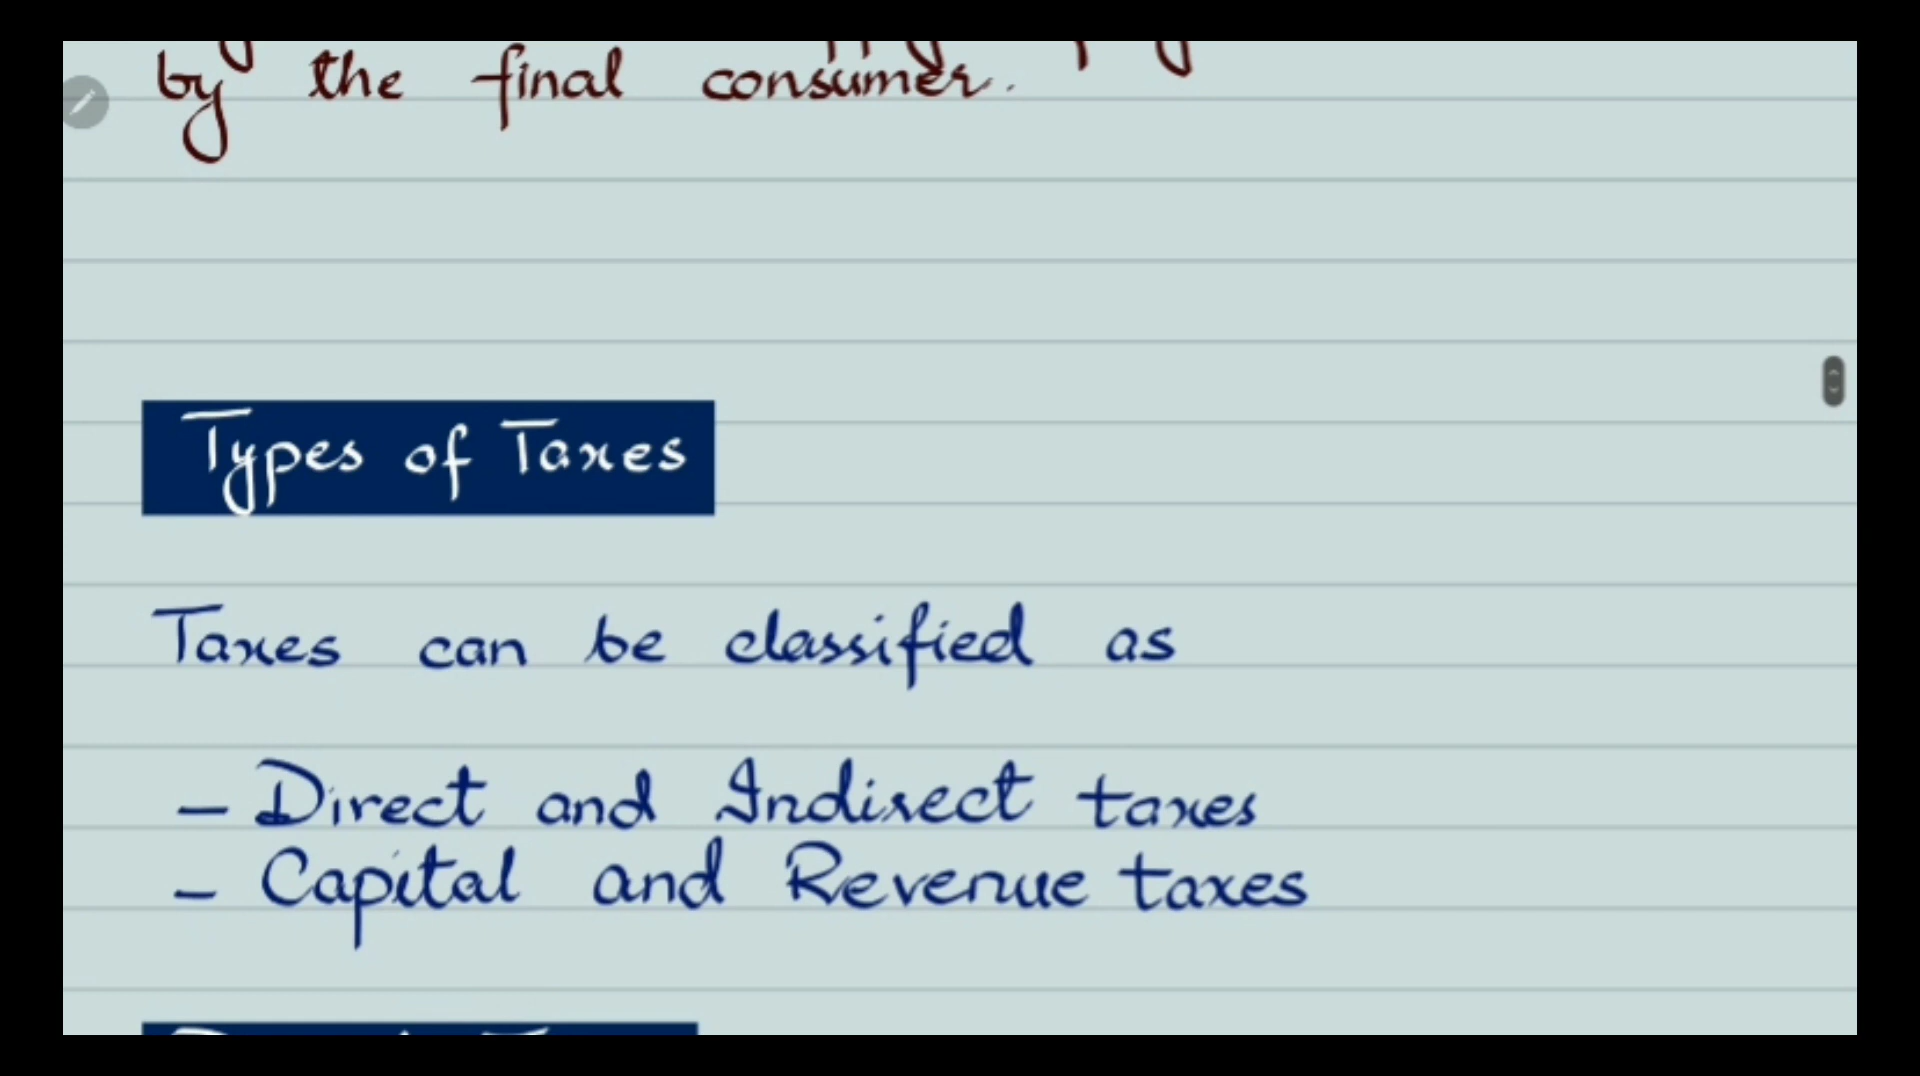 by the final consumer.
Types of Taxes
Taxes can be classified as
– Direct and Indirect taxes
– Capital and Revenue taxes